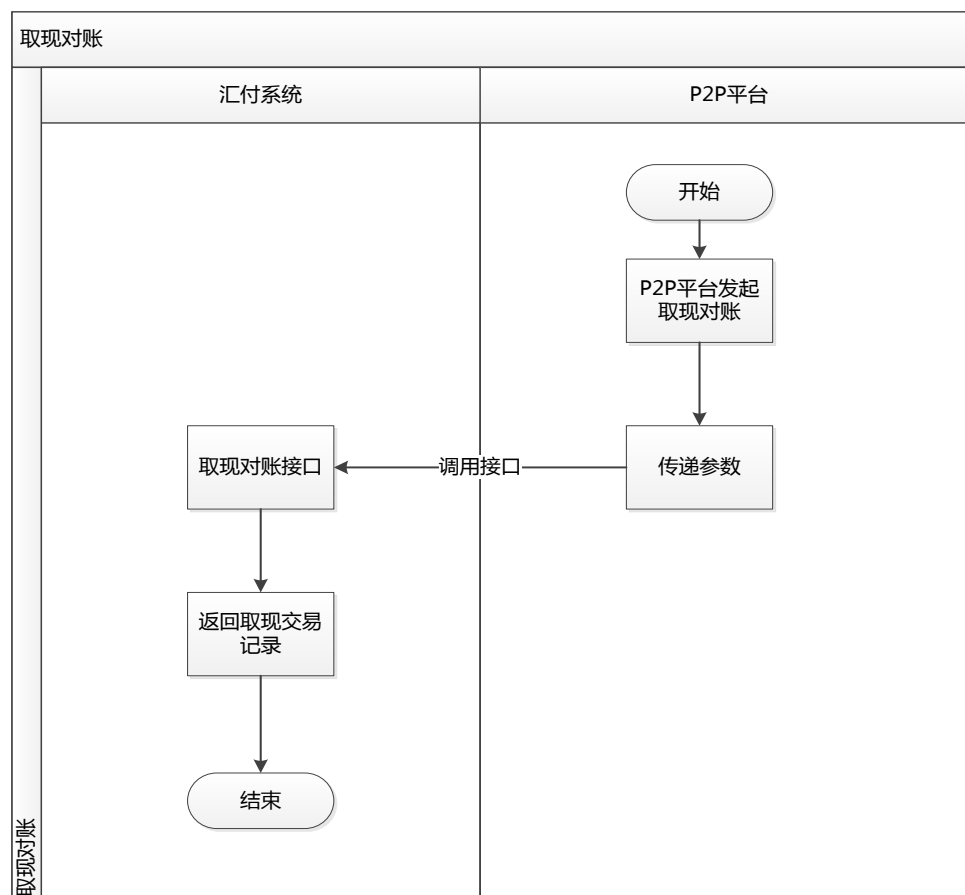 取现对账
汇付系统
P2P平台
开始
P2P平台发起
取现对账
取现对账接口
调用接口
传递参数
返回取现交易
记录
结束
取现对账